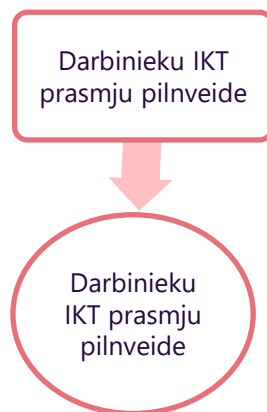 Darbinieku IKT
prasmju pilnveide
Darbinieku
IKT prasmju
pilnveide